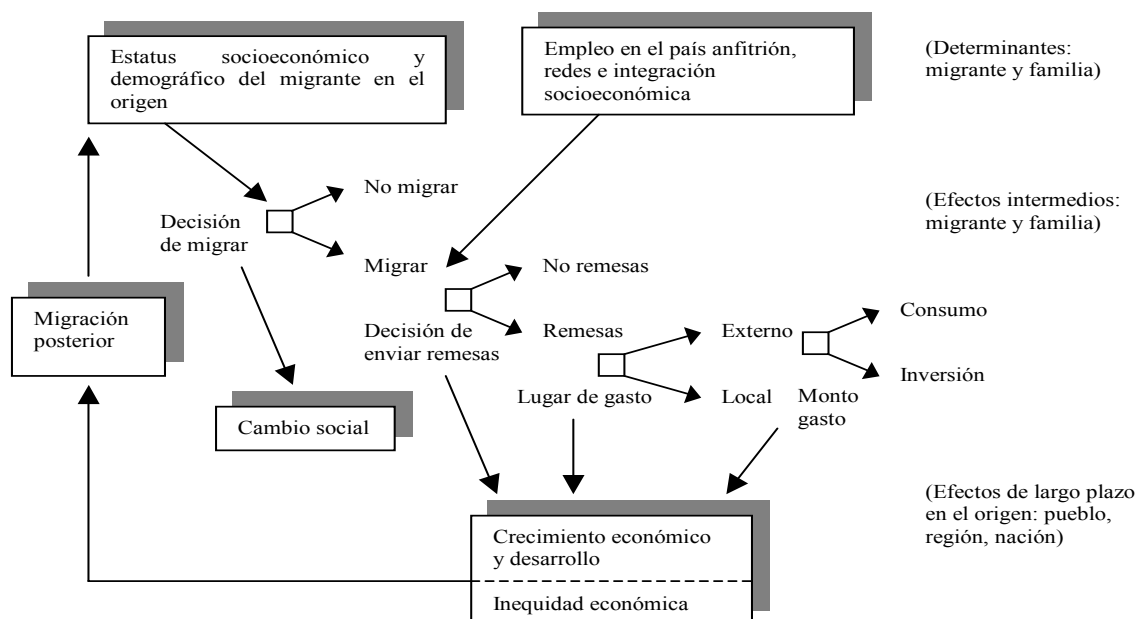 Estatus socioeconómico y
demográfico del migrante en el
origen
Empleo en el país anfitrión,
redes e integración
socioeconómica
(Determinantes:
migrante y familia)
No migrar
Decisión
de migrar
Migrar
(Efectos intermedios:
migrante y familia)
No remesas
Decisión de
enviar remesas
Remesas
Externo
Consumo
Inversión
Lugar de gasto
Local
Monto
gasto
Migración
posterior
Cambio social
Crecimiento económico
y desarrollo
Inequidad económica
(Efectos de largo plazo
en el origen: pueblo,
región, nación)